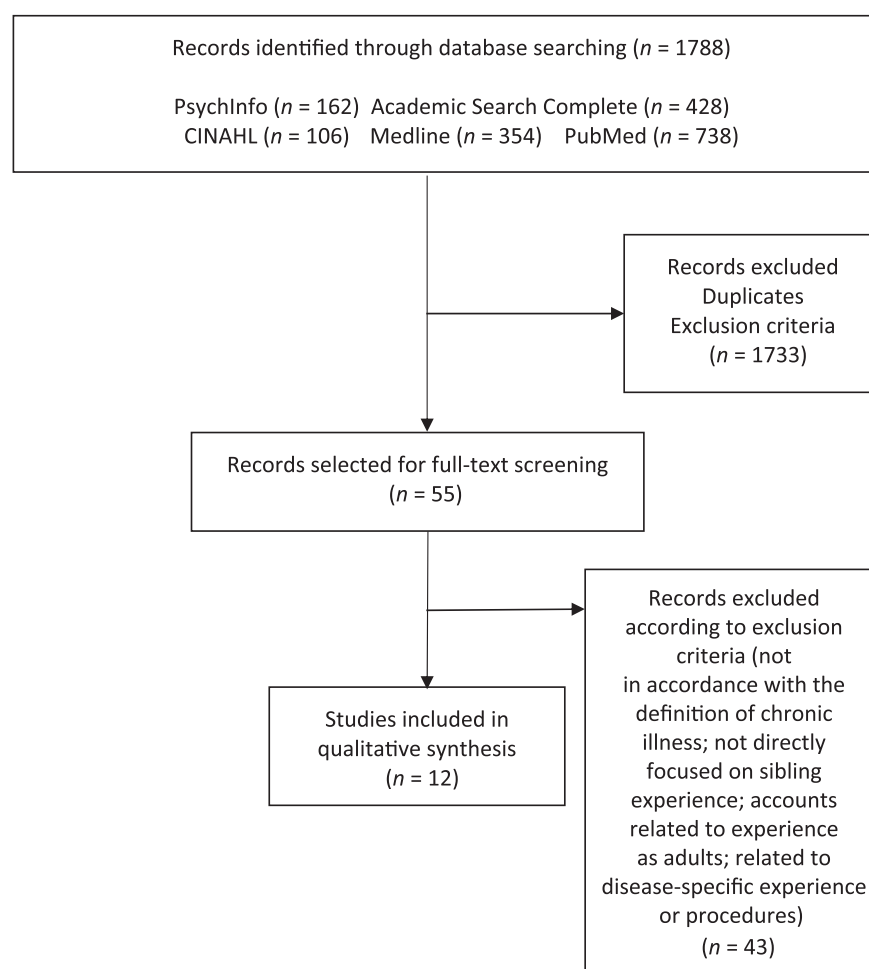 Records identified through database searching (n = 1788)
PsychInfo (n = 162) Academic Search Complete (n = 428)
CINAHL (n = 106) Medline (n = 354) PubMed (n = 738)
Records excluded
Duplicates
Exclusion criteria
(n = 1733)
Records selected for full-text screening
(n = 55)
Records excluded
according to exclusion
criteria (not
in accordance with the
definition of chronic
illness; not directly
focused on sibling
experience; accounts
related to experience
as adults; related to
disease-specific experience
or procedures)
(n = 43)
Studies included in
qualitative synthesis
(n = 12)